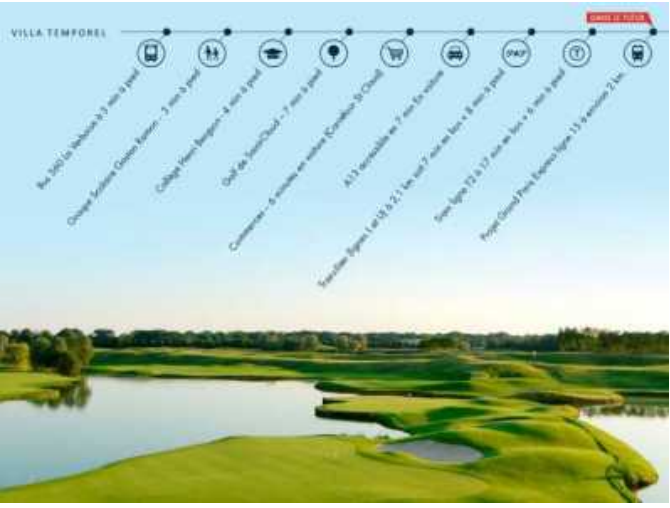 DANS LE FUTUR
VILLA TEMPOREL
SNCF
T
Bus 360 La Verboise à 3 min à pied
Groupe Scolaire Gaston Ramon - 3 min à pied
Collège Henri Bergson - 4 min à pied
Golf de Saint-Cloud - 7 min à pied
Commerces - 6 minutes en voiture (Carrefour St Cloud)
A13 accessible en 7 min En voiture
Transilien (lignes L et U) à 2,1 km soit 7 min en bus + 8 min à pied
Tram ligne T2 à 17 min en bus + 6 min à pied
Projet Grand Paris Express ligne 15 à environ 2 km